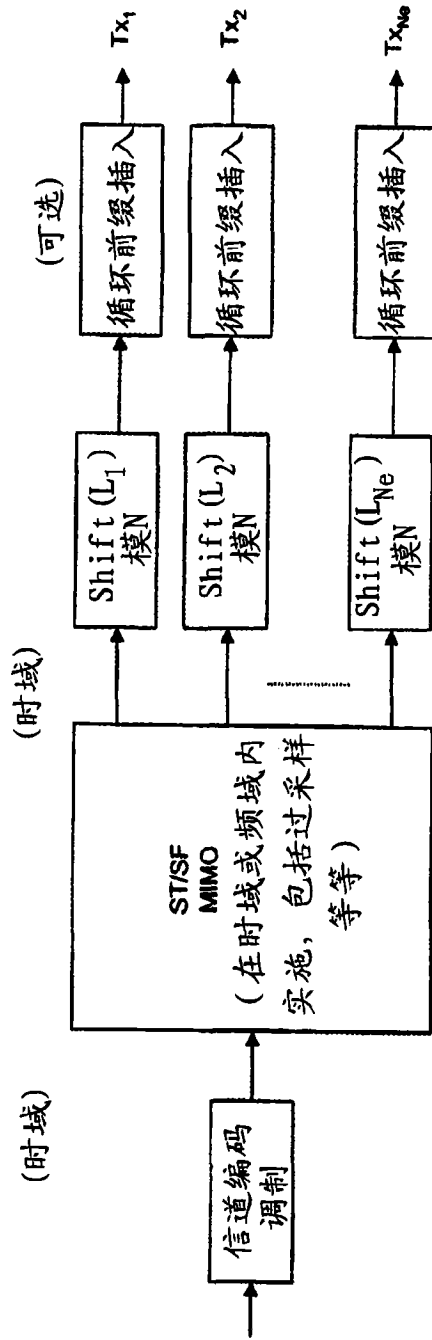 (时域)
(时域)
(可选)
信道编码
调制
ST/SF
MIMO
(在时域或频域内
实施，包括过采样
等等)
Shift(L₁)
模N
循环前缀插入
Tx₁
Shift(L₂)
模N
循环前缀插入
Tx₂
Shift(L_Ne)
模N
循环前缀插入
Tx_Ne